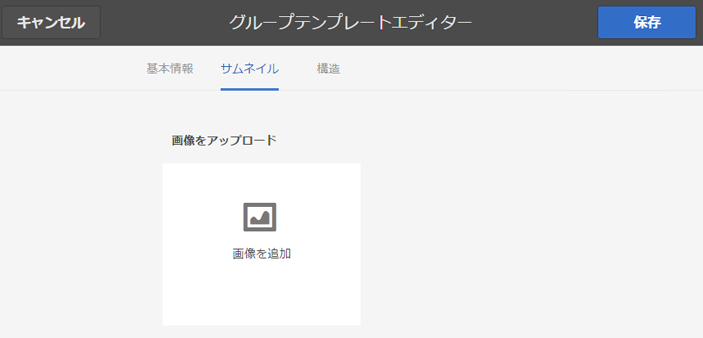 キャンセル
グループテンプレートエディター
保存
基本情報
サムネイル
構造
画像をアップロード
画像を追加